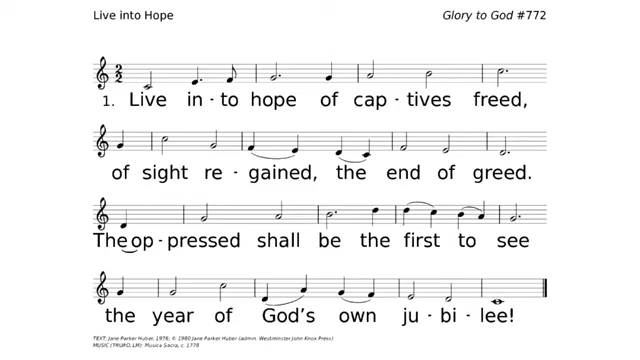 Live into Hope
Glory to God #772
1. Live in - to hope of cap - tives freed,
of sight re - gained, the end of greed.
The op - pressed shall be the first to see
the year of God's own ju - bi - lee!
TEXT: Jane Parker Huber, 1976, © 1980 Jane Parker Huber (admin. Westminster John Knox Press)
MUSIC (TRURO, LM): Musica Sacra, c. 1778